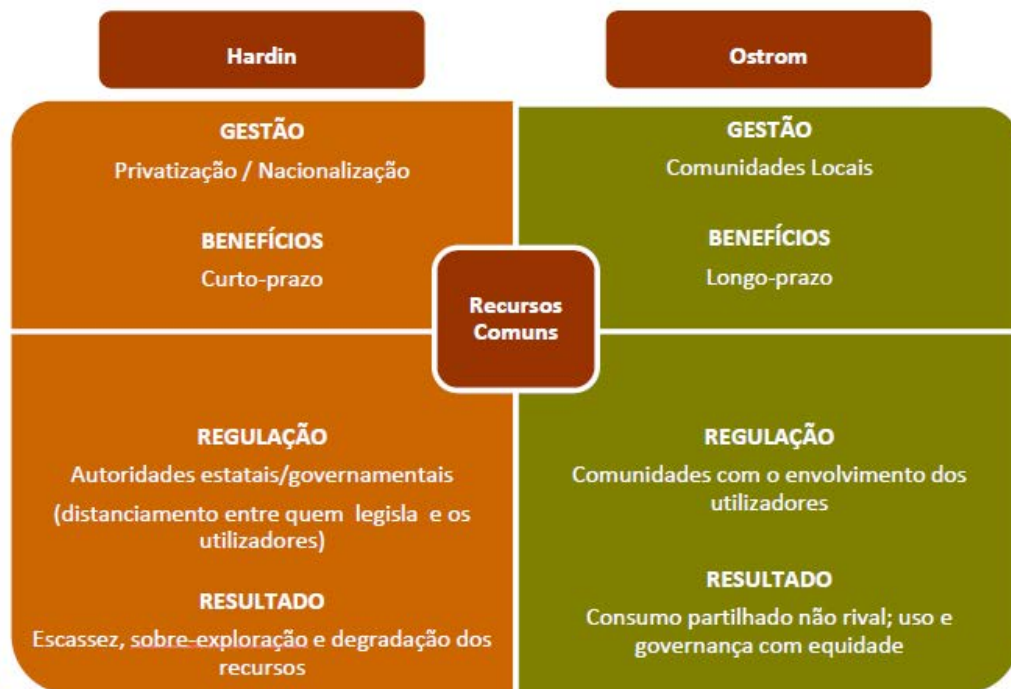 Hardin
Ostrom
GESTÃO
Privatização / Nacionalização
BENEFÍCIOS
Curto-prazo
GESTÃO
Comunidades Locais
BENEFÍCIOS
Longo-prazo
Recursos
Comuns
REGULAÇÃO
Autoridades estatais/governamentais
(distanciamento entre quem legisla e os
utilizadores)
RESULTADO
Escassez, sobre-exploração e degradação dos
recursos
REGULAÇÃO
Comunidades com o envolvimento dos
utilizadores
RESULTADO
Consumo partilhado não rival; uso e
governança com equidade